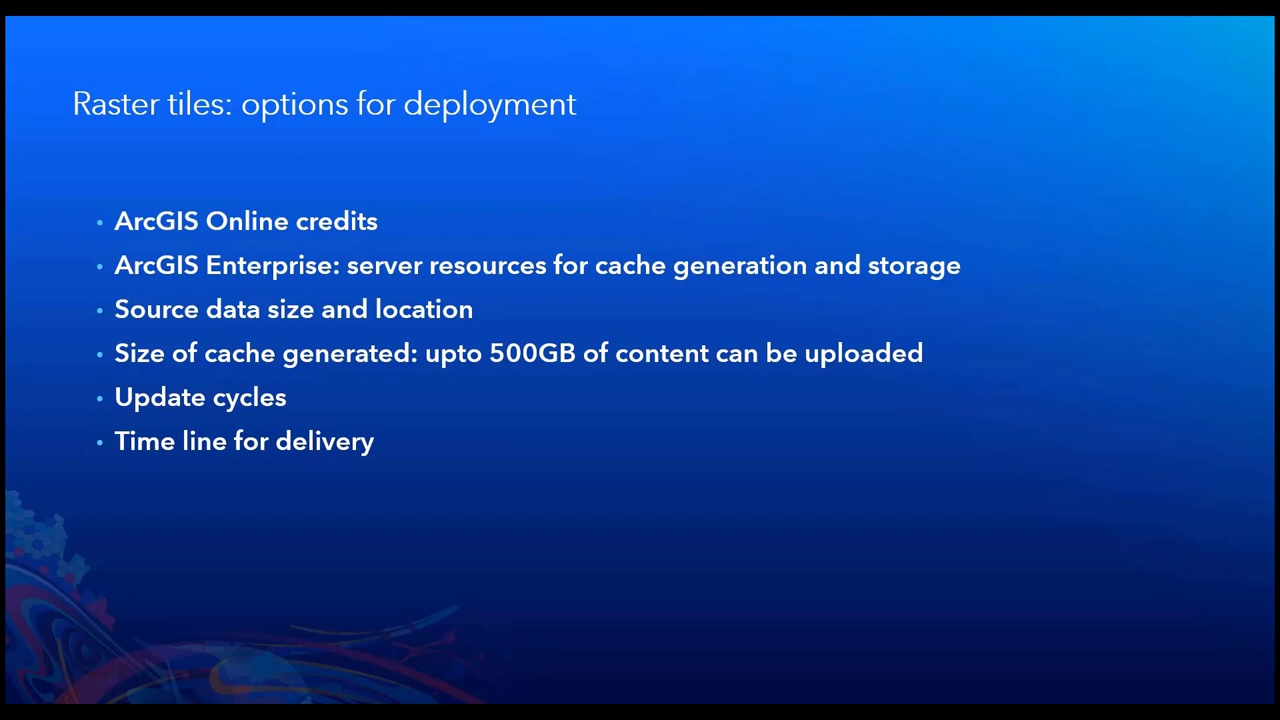 Raster tiles: options for deployment
• ArcGIS Online credits
• ArcGIS Enterprise: server resources for cache generation and storage
• Source data size and location
• Size of cache generated: upto 500GB of content can be uploaded
• Update cycles
• Time line for delivery